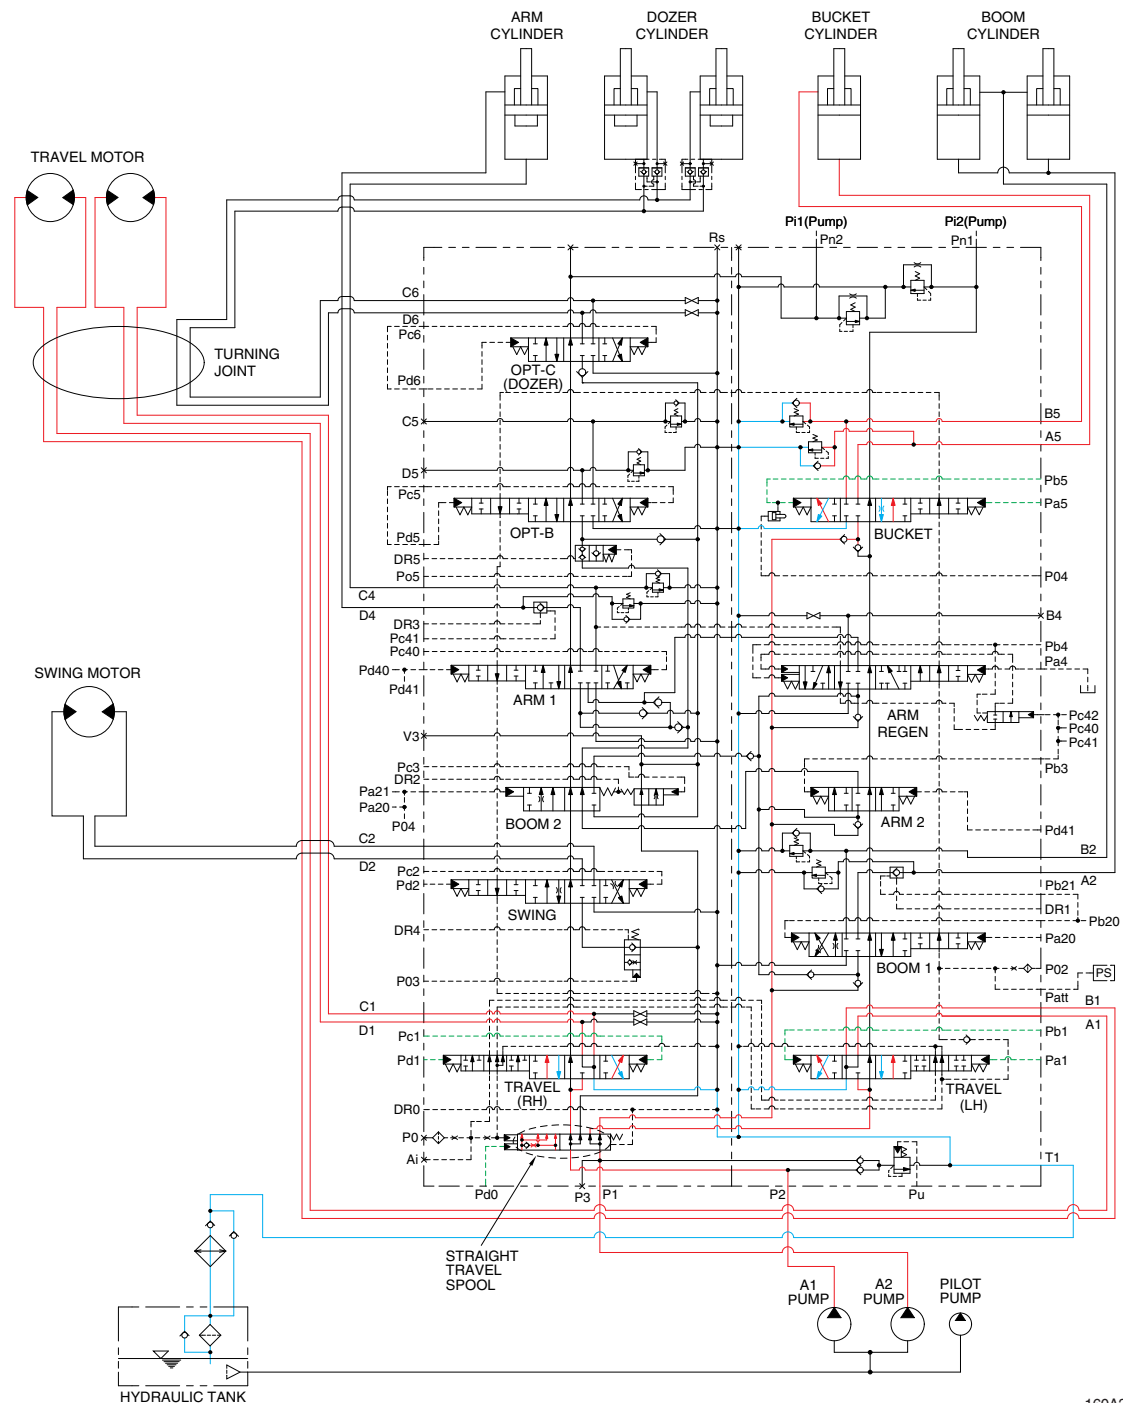 ARM
CYLINDER
DOZER
CYLINDER
BUCKET
CYLINDER
BOOM
CYLINDER
TRAVEL MOTOR
TURNING
JOINT
Pi1(Pump)
Pi2(Pump)
Rs
Pn2
Pn1
C6
D6
Pc6
Pd6
OPT-C
(DOZER)
C5
B5
A5
D5
Pc5
Pb5
Pa5
Pd5
OPT-B
BUCKET
DR5
Po5
P04
C4
D4
B4
DR3
Pc41
Pc40
Pb4
Pa4
Pd40
Pd41
ARM 1
ARM
REGEN
SWING MOTOR
Pc42
Pc40
Pc41
V3
Pc3
DR2
Pb3
Pa21
Pa20
P04
BOOM 2
ARM 2
Pd41
C2
B2
D2
A2
Pc2
Pd2
Pb21
SWING
DR1
Pb20
DR4
Pa20
BOOM 1
P03
P02
PS
Patt
C1
B1
D1
A1
Pc1
Pb1
Pd1
Pa1
TRAVEL
(RH)
TRAVEL
(LH)
DR0
P0
Ai
T1
Pd0
P3
P1
P2
Pu
STRAIGHT
TRAVEL
SPOOL
A1
PUMP
A2
PUMP
PILOT
PUMP
HYDRAULIC TANK